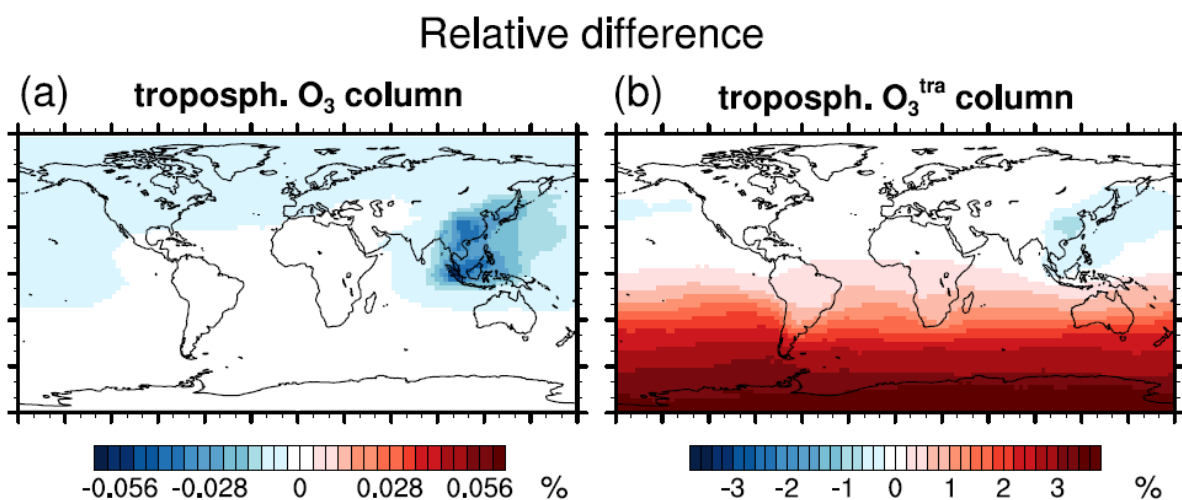 Relative difference
(a) troposph. O₃ column
(b) troposph. O₃ᵗʳᵃ column
-0.056 -0.028 0 0.028 0.056 %
-3 -2 -1 0 1 2 3 %